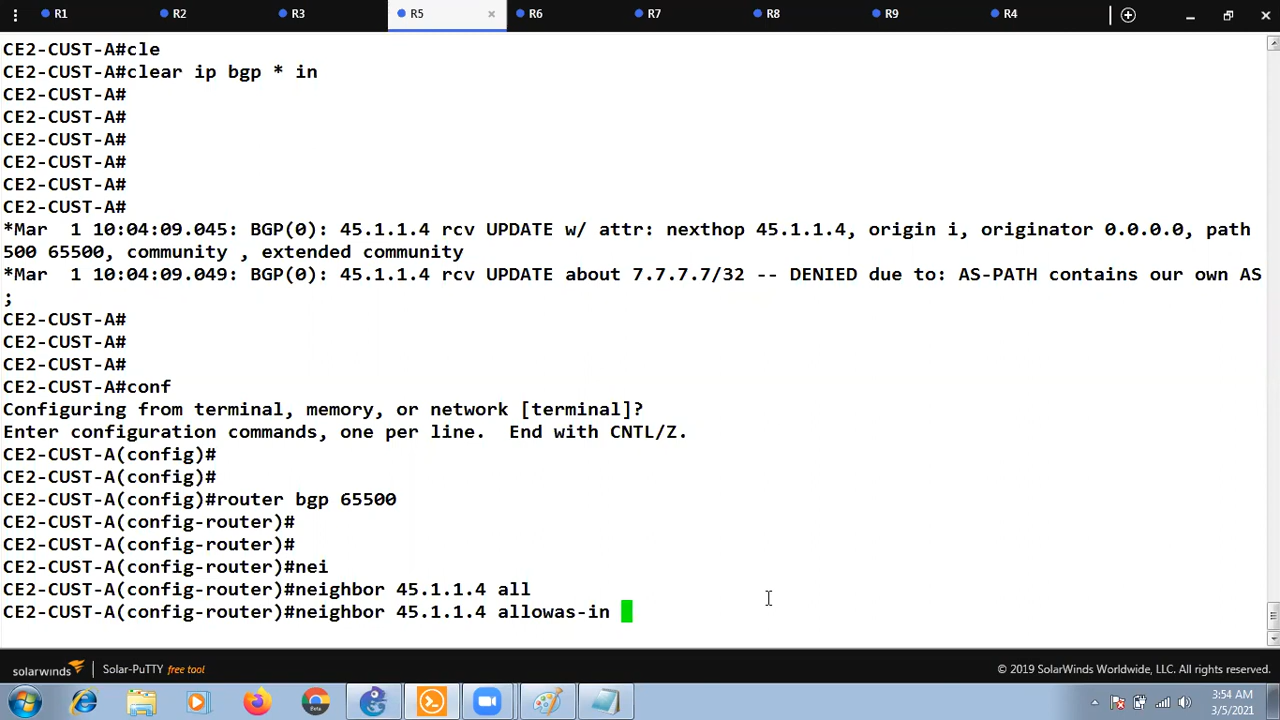 R1
R2
R3
R5
R6
R7
R8
R9
R4
CE2-CUST-A#cle
CE2-CUST-A#clear ip bgp * in
CE2-CUST-A#
CE2-CUST-A#
CE2-CUST-A#
CE2-CUST-A#
CE2-CUST-A#
CE2-CUST-A#
*Mar  1 10:04:09.045: BGP(0): 45.1.1.4 rcv UPDATE w/ attr: nexthop 45.1.1.4, origin i, originator 0.0.0.0, path
500 65500, community , extended community
*Mar  1 10:04:09.049: BGP(0): 45.1.1.4 rcv UPDATE about 7.7.7.7/32 -- DENIED due to: AS-PATH contains our own AS
;
CE2-CUST-A#
CE2-CUST-A#
CE2-CUST-A#
CE2-CUST-A#conf
Configuring from terminal, memory, or network [terminal]?
Enter configuration commands, one per line.  End with CNTL/Z.
CE2-CUST-A(config)#
CE2-CUST-A(config)#
CE2-CUST-A(config)#router bgp 65500
CE2-CUST-A(config-router)#
CE2-CUST-A(config-router)#
CE2-CUST-A(config-router)#nei
CE2-CUST-A(config-router)#neighbor 45.1.1.4 all
CE2-CUST-A(config-router)#neighbor 45.1.1.4 allowas-in
solarwinds
Solar-PuTTY free tool
© 2019 SolarWinds Worldwide, LLC. All rights reserved.
3:54 AM
3/5/2021